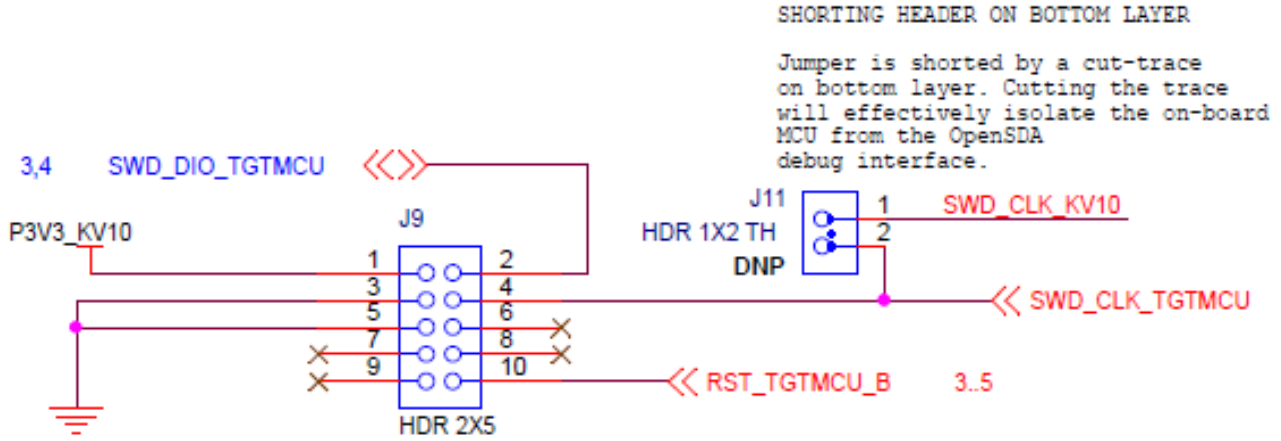 SHORTING HEADER ON BOTTOM LAYER
Jumper is shorted by a cut-trace
on bottom layer. Cutting the trace
will effectively isolate the on-board
MCU from the OpenSDA
debug interface.
3,4 SWD_DIO_TGTMCU
J11
1 SWD_CLK_KV10
P3V3_KV10
J9
HDR 1X2 TH
2
DNP
1 2
3 4
SWD_CLK_TGTMCU
5 6
7 8
9 10
RST_TGTMCU_B 3..5
HDR 2X5